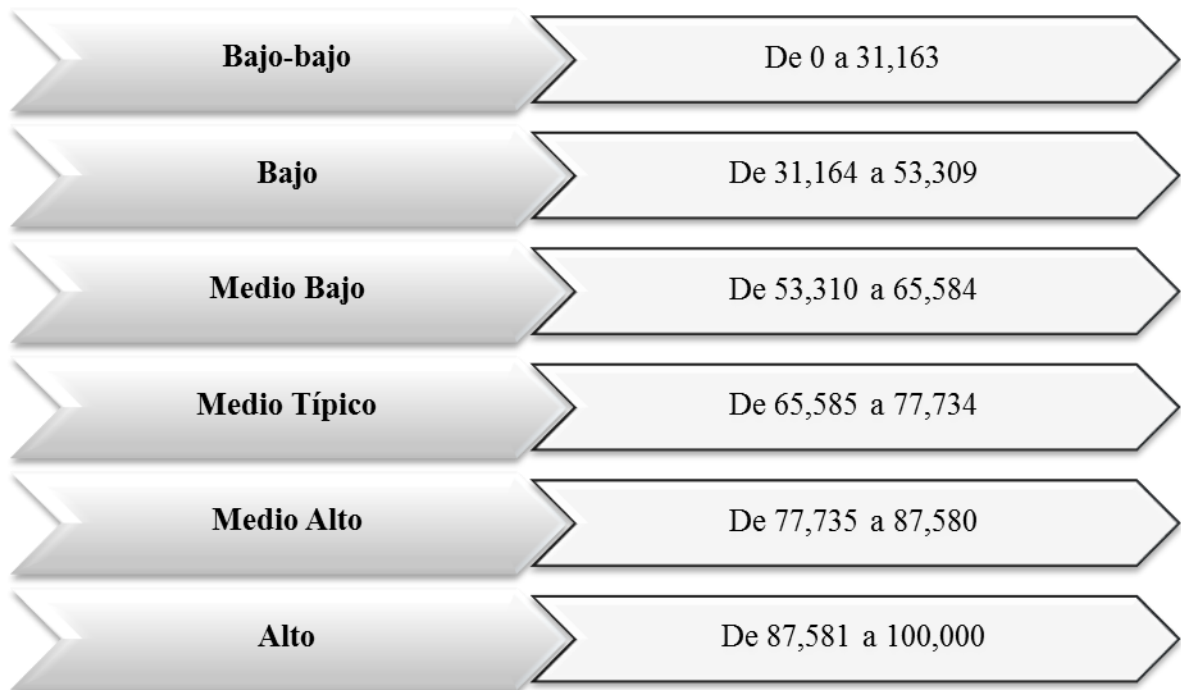 Bajo-bajo
De 0 a 31,163
Bajo
De 31,164 a 53,309
Medio Bajo
De 53,310 a 65,584
Medio Típico
De 65,585 a 77,734
Medio Alto
De 77,735 a 87,580
Alto
De 87,581 a 100,000